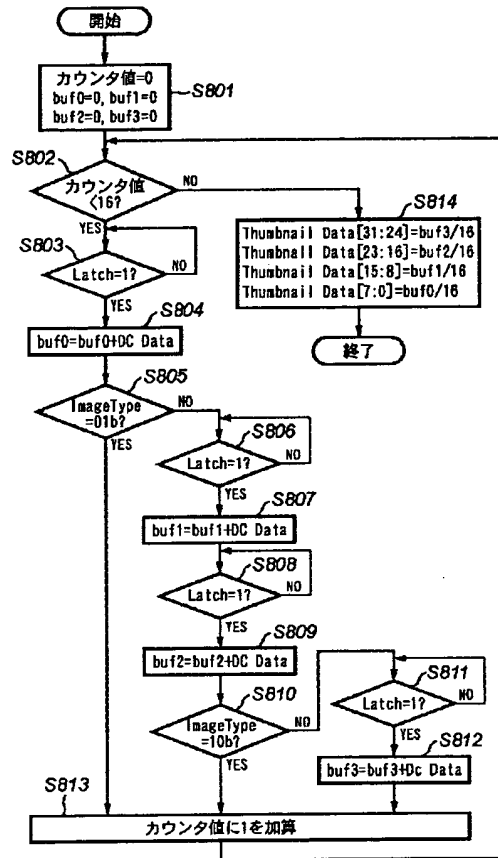 開始
カウンタ値=0
buf0=0, buf1=0
buf2=0, buf3=0
S801
S802
カウンタ値
<16?
NO
YES
S814
Thumbnail Data[31:24]=buf3/16
Thumbnail Data[23:16]=buf2/16
Thumbnail Data[15:8]=buf1/16
Thumbnail Data[7:0]=buf0/16
終了
S803
Latch=1?
NO
YES
S804
buf0=buf0+DC Data
S805
ImageType
=01b?
NO
YES
S806
Latch=1?
NO
YES
S807
buf1=buf1+DC Data
S808
Latch=1?
NO
YES
S809
buf2=buf2+DC Data
S810
ImageType
=10b?
NO
YES
S811
Latch=1?
NO
YES
S812
buf3=buf3+Dc Data
S813
カウンタ値に1を加算